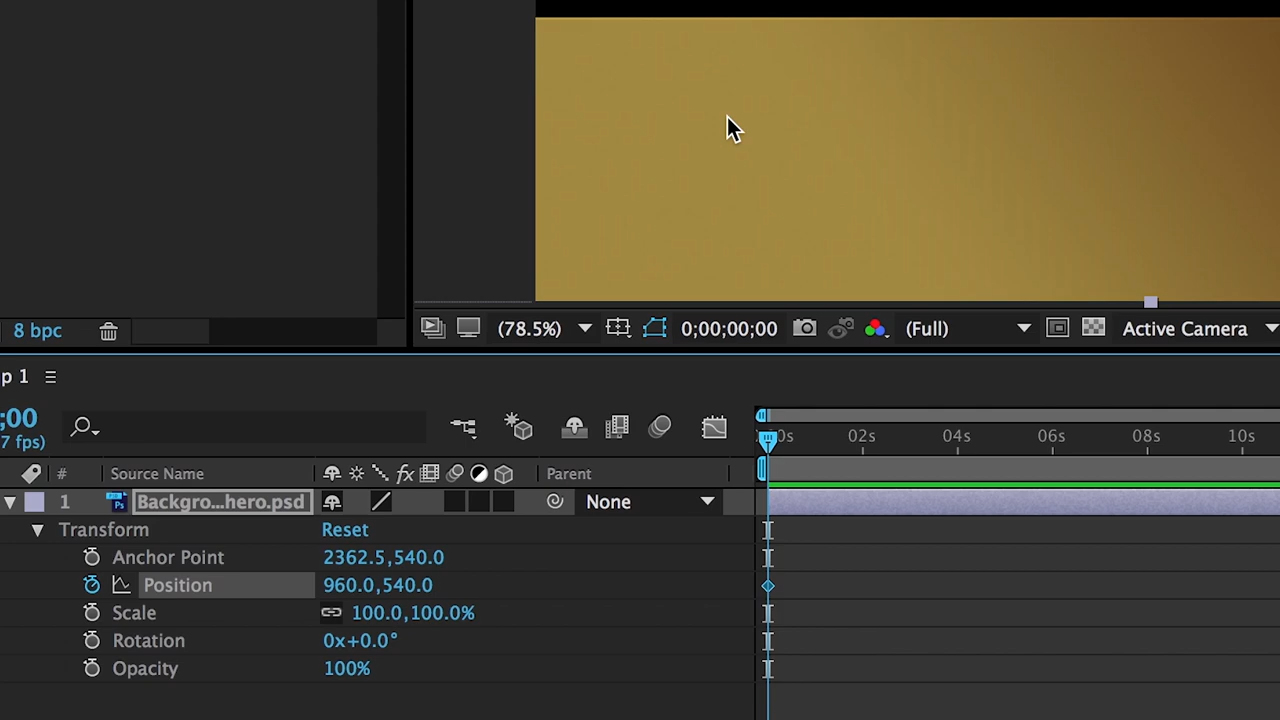 8 bpc
(78.5%)
0;00;00;00
(Full)
Active Camera
p 1
;00
7 fps)
0s
02s
04s
06s
08s
10s
#
Source Name
fx
Parent
1
Ps
Backgro...hero.psd
None
Transform
Reset
Anchor Point
2362.5,540.0
Position
960.0,540.0
Scale
100.0,100.0%
Rotation
0x+0.0°
Opacity
100%